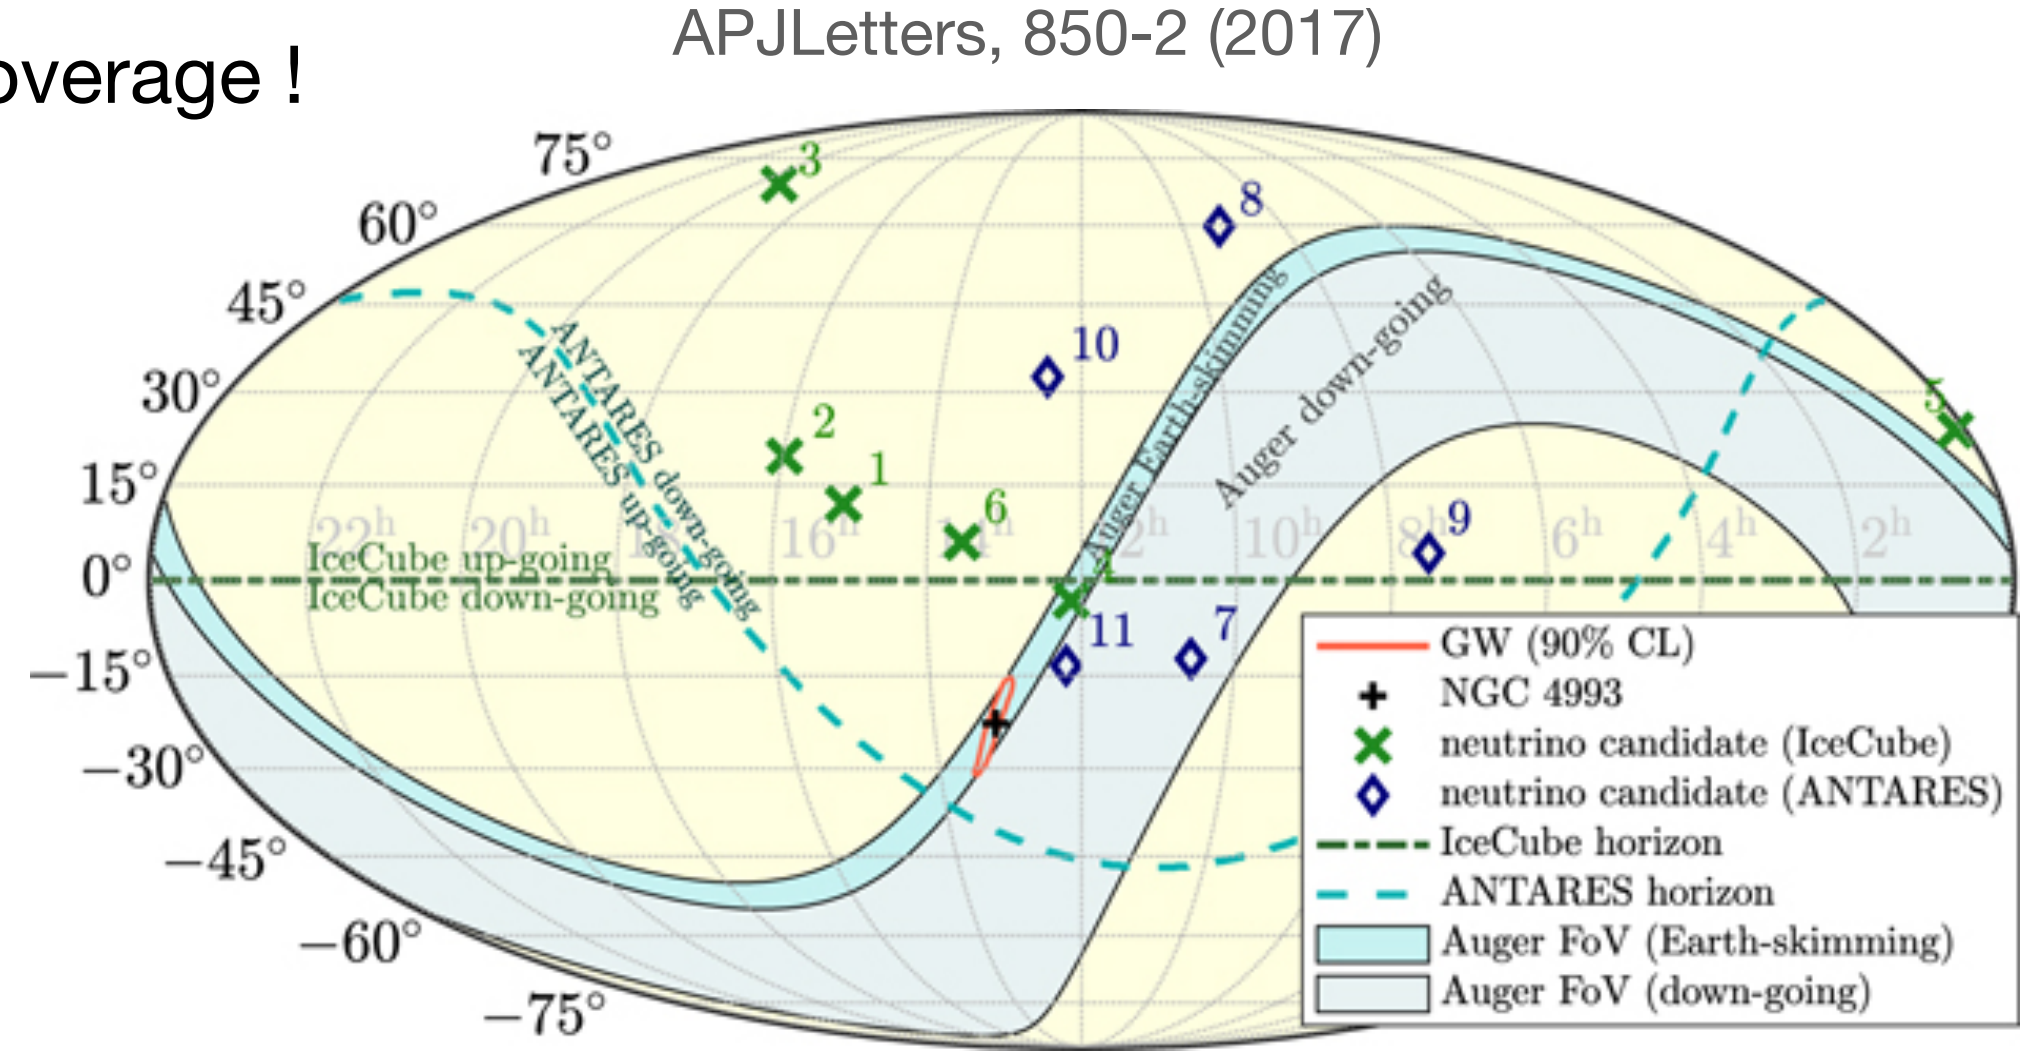 APJLetters, 850-2 (2017)
overage !
75°
3
60°
8
45°
10
30°
5
2
15°
1
6
22h 20h 16h 10h 8h 6h 4h 2h
9
ANTARES down-going
ANTARES up-going
Auger Earth-skimming
Auger down-going
IceCube up-going
0°
IceCube down-going
11
7
−15°
−30°
−45°
−60°
−75°
GW (90% CL)
NGC 4993
neutrino candidate (IceCube)
neutrino candidate (ANTARES)
IceCube horizon
ANTARES horizon
Auger FoV (Earth-skimming)
Auger FoV (down-going)